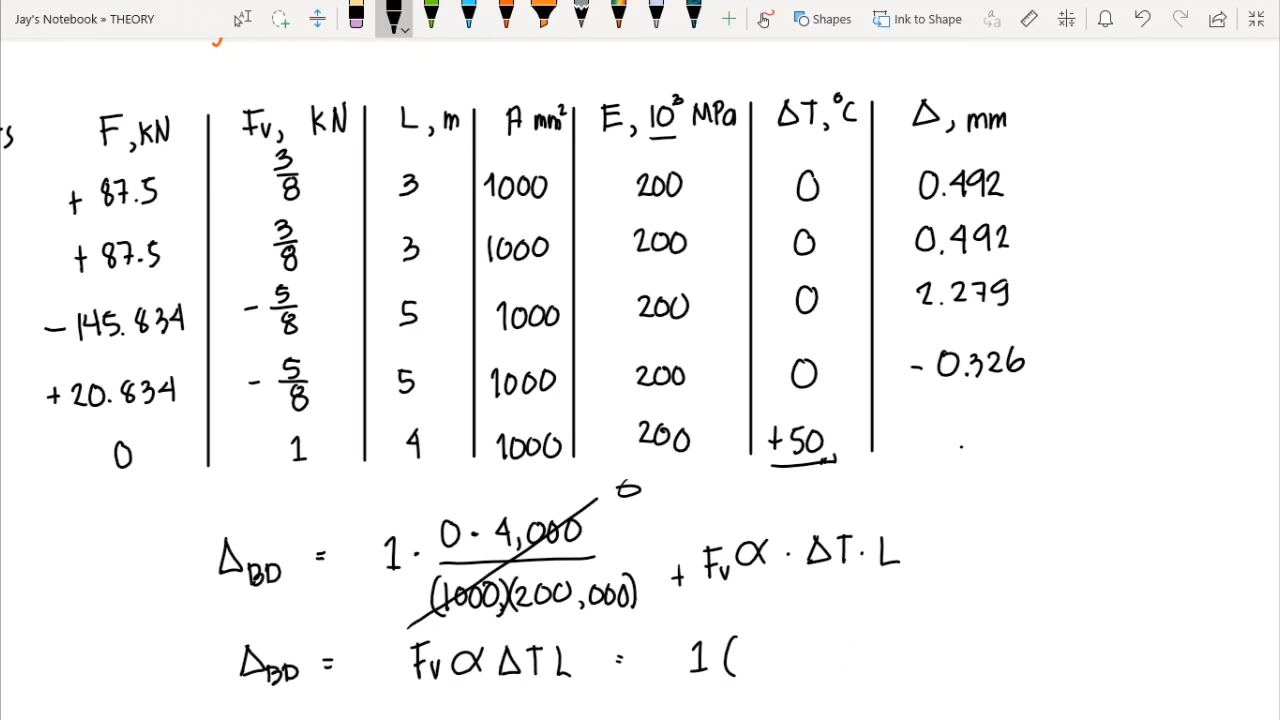 Jay's Notebook » THEORY
Shapes
Ink to Shape
F, kN Fv, kN L, m A mm² E, 10³ MPa ΔT, °C Δ, mm
+ 87.5 3/8 3 1000 200 0 0.492
+ 87.5 3/8 3 1000 200 0 0.492
- 145.834 - 5/8 5 1000 200 0 2.279
+ 20.834 - 5/8 5 1000 200 0 - 0.326
0 1 4 1000 200 +50
Δ_BD = 1 · 0 · 4,000 / (1000)(200,000) 0 + Fv ∝ · ΔT · L
Δ_BD = Fv ∝ ΔT L = 1 (